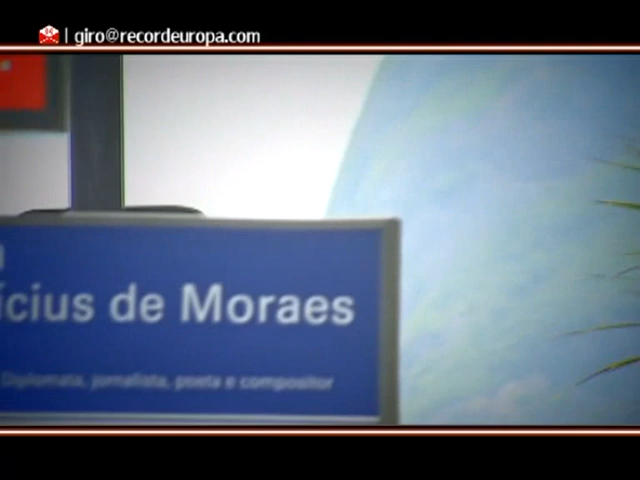 | giro@recordeuropa.com
ícius de Moraes
Diplomata, jornalista, poeta e compositor